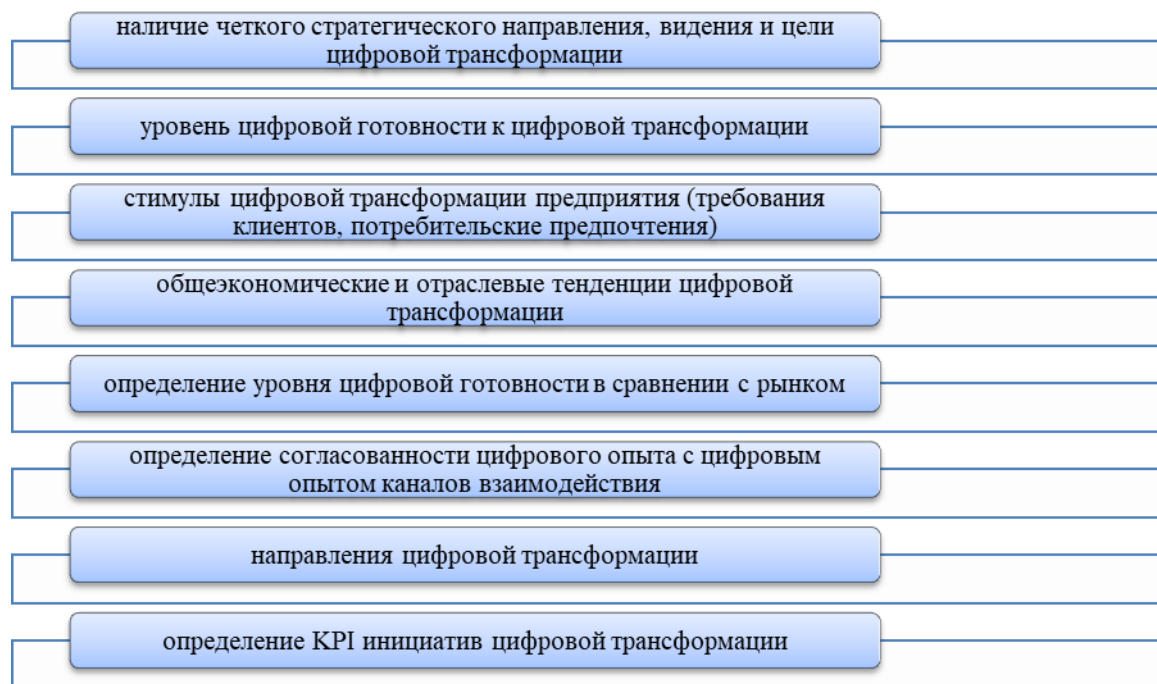 наличие четкого стратегического направления, видения и цели
цифровой трансформации
уровень цифровой готовности к цифровой трансформации
стимулы цифровой трансформации предприятия (требования
клиентов, потребительские предпочтения)
общеэкономические и отраслевые тенденции цифровой
трансформации
определение уровня цифровой готовности в сравнении с рынком
определение согласованности цифрового опыта с цифровым
опытом каналов взаимодействия
направления цифровой трансформации
определение KPI инициатив цифровой трансформации